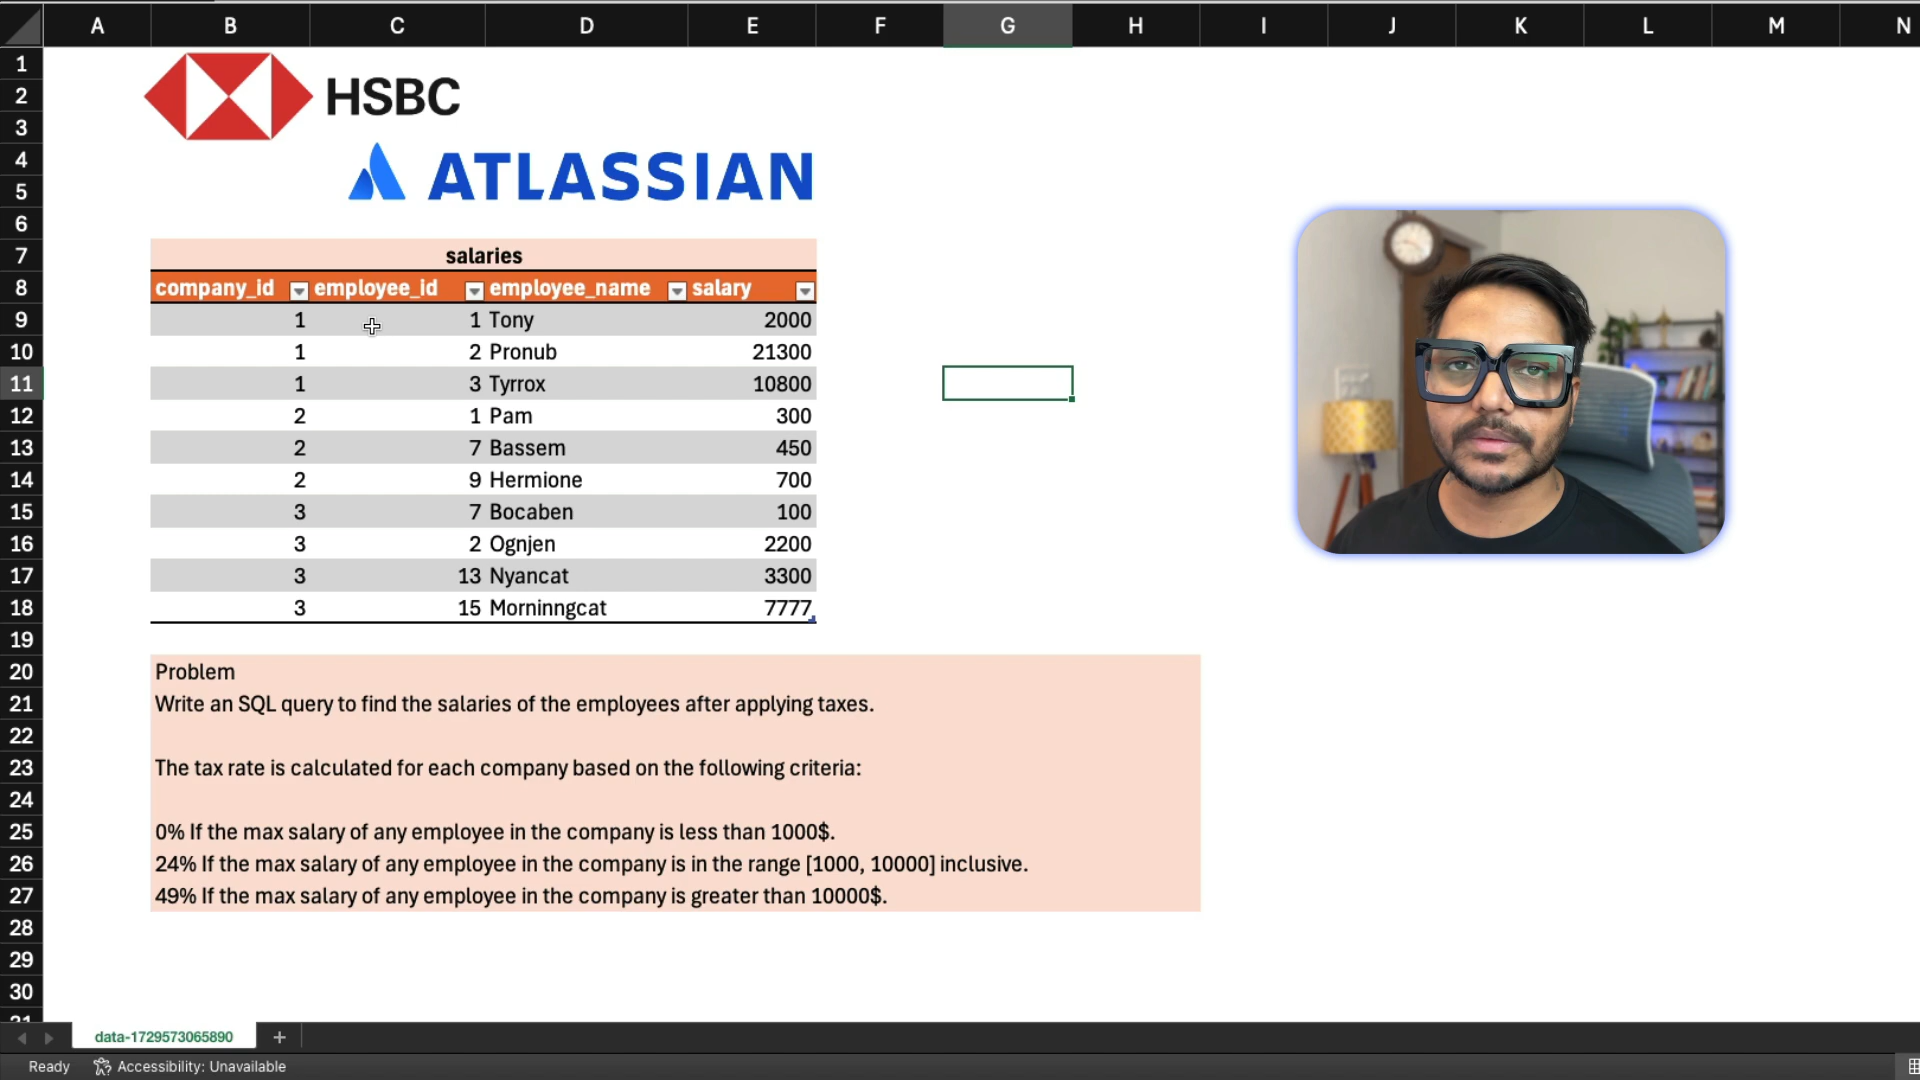 A B C D E F G H I J K L M N
1
2 HSBC
3
4 ATLASSIAN
5
6
7 salaries
8 company_id employee_id employee_name salary
9 1 1 Tony 2000
10 1 2 Pronub 21300
11 1 3 Tyrrox 10800
12 2 1 Pam 300
13 2 7 Bassem 450
14 2 9 Hermione 700
15 3 7 Bocaben 100
16 3 2 Ognjen 2200
17 3 13 Nyancat 3300
18 3 15 Morninngcat 7777
19
20 Problem
21 Write an SQL query to find the salaries of the employees after applying taxes.
22
23 The tax rate is calculated for each company based on the following criteria:
24
25 0% If the max salary of any employee in the company is less than 1000$.
26 24% If the max salary of any employee in the company is in the range [1000, 10000] inclusive.
27 49% If the max salary of any employee in the company is greater than 10000$.
28
29
30
31
data-1729573065890 +
Ready Accessibility: Unavailable